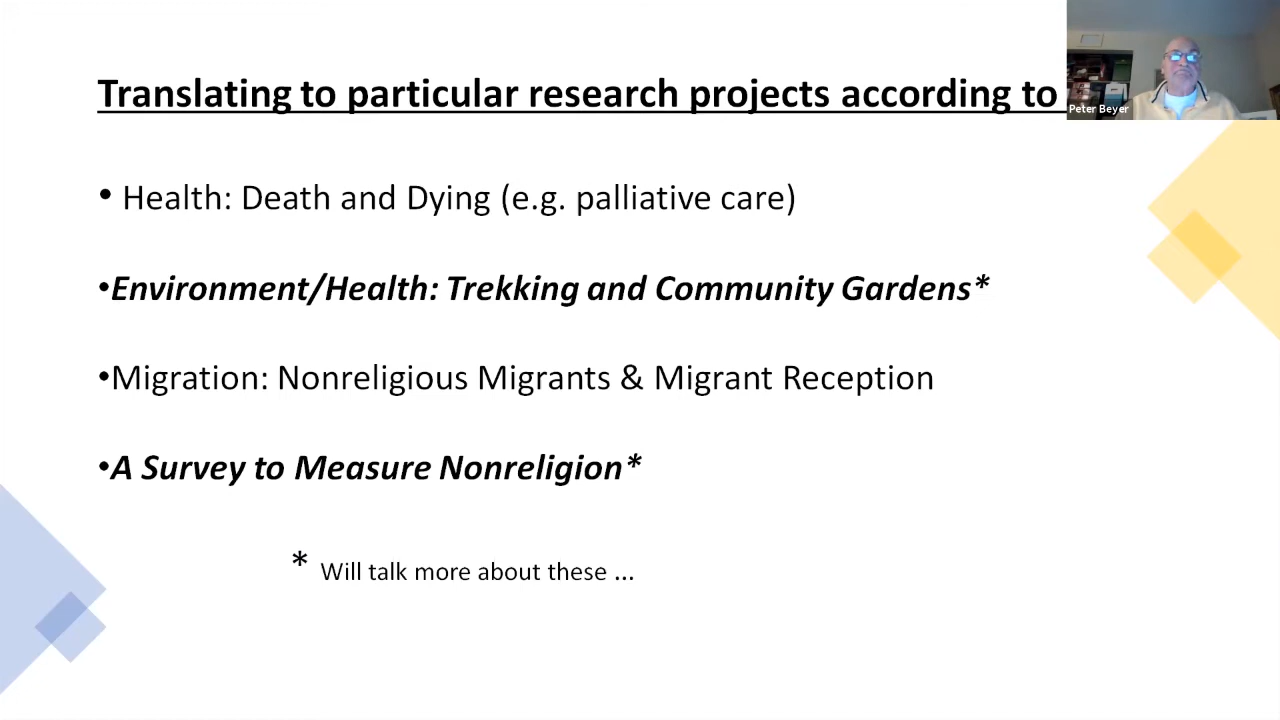 Translating to particular research projects according to
Peter Beyer
• Health: Death and Dying (e.g. palliative care)
•Environment/Health: Trekking and Community Gardens*
•Migration: Nonreligious Migrants & Migrant Reception
•A Survey to Measure Nonreligion*
* Will talk more about these ...